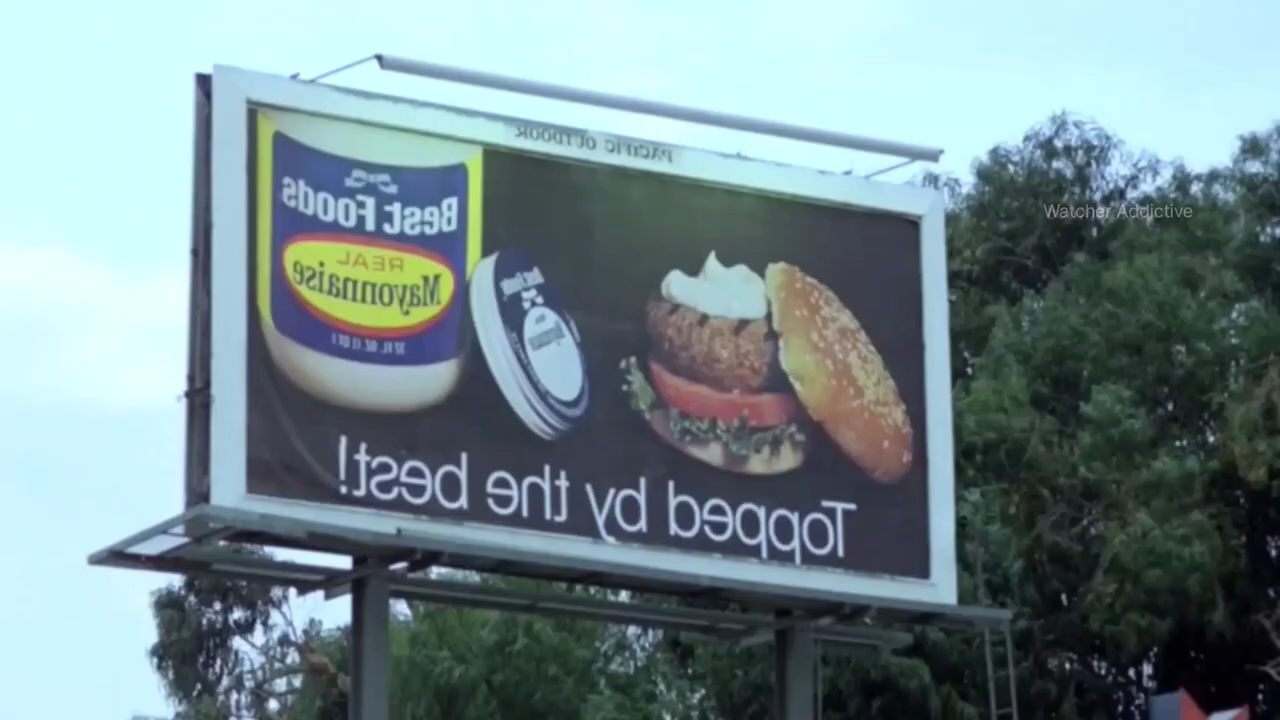 PACIFIC OUTDOOR
Best Foods
REAL
Mayonnaise
Topped by the best!
Watcher Addictive